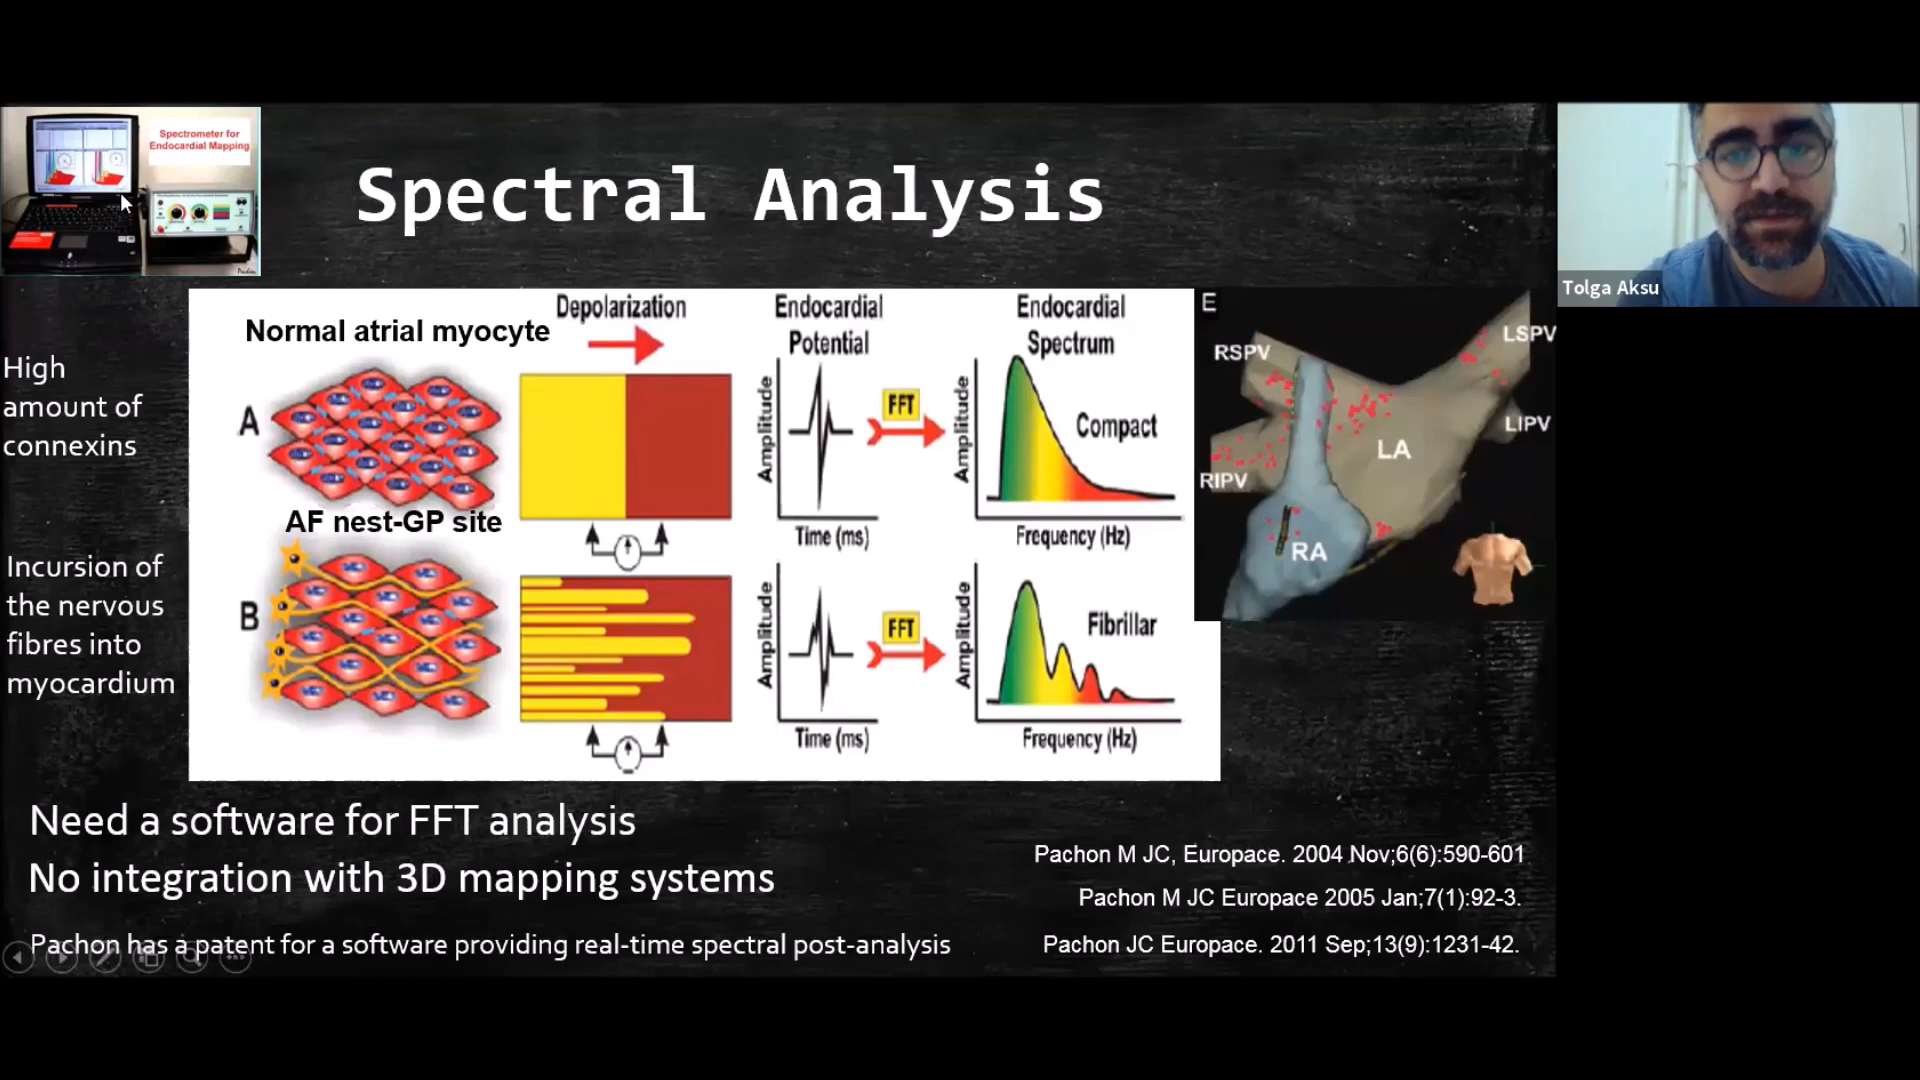 Spectrometer for
Endocardial Mapping
Spectral Analysis
Tolga Aksu
High
amount of
connexins
Incursion of
the nervous
fibres into
myocardium
Normal atrial myocyte
Depolarization
Endocardial
Potential
Endocardial
Spectrum
A
Amplitude
FFT
Amplitude
Compact
Time (ms)
Frequency (Hz)
AF nest-GP site
B
Amplitude
FFT
Amplitude
Fibrillar
Time (ms)
Frequency (Hz)
E
RSPV
LSPV
LIPV
LA
RIPV
RA
Need a software for FFT analysis
No integration with 3D mapping systems
Pachon has a patent for a software providing real-time spectral post-analysis
Pachon M JC, Europace. 2004 Nov;6(6):590-601
Pachon M JC Europace 2005 Jan;7(1):92-3.
Pachon JC Europace. 2011 Sep;13(9):1231-42.